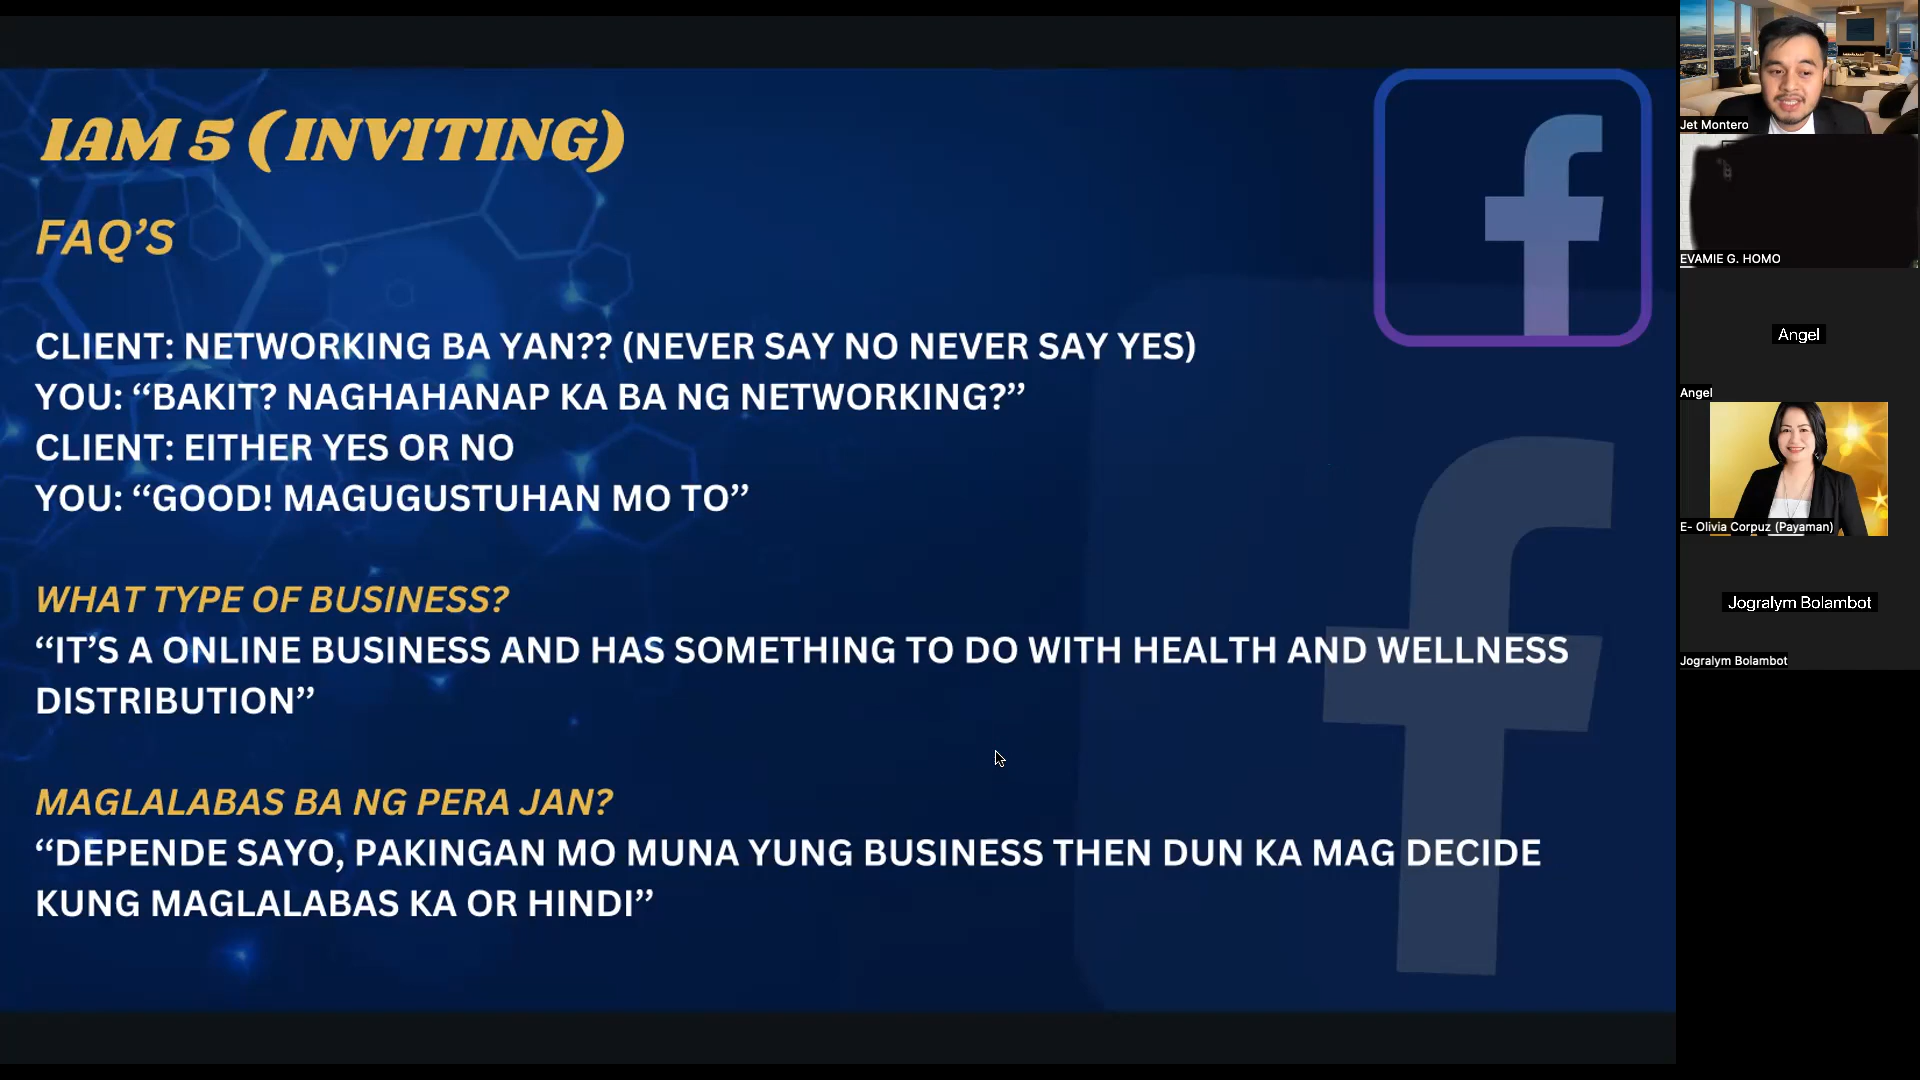 IAM 5 ( INVITING)
FAQ'S
CLIENT: NETWORKING BA YAN?? (NEVER SAY NO NEVER SAY YES)
YOU: “BAKIT? NAGHAHANAP KA BA NG NETWORKING?”
CLIENT: EITHER YES OR NO
YOU: “GOOD! MAGUGUSTUHAN MO TO”
WHAT TYPE OF BUSINESS?
“IT’S A ONLINE BUSINESS AND HAS SOMETHING TO DO WITH HEALTH AND WELLNESS
DISTRIBUTION”
MAGLALABAS BA NG PERA JAN?
“DEPENDE SAYO, PAKINGAN MO MUNA YUNG BUSINESS THEN DUN KA MAG DECIDE
KUNG MAGLALABAS KA OR HINDI”
Jet Montero
EVAMIE G. HOMO
Angel
Angel
E- Olivia Corpuz (Payaman)
Jogralym Bolambot
Jogralym Bolambot